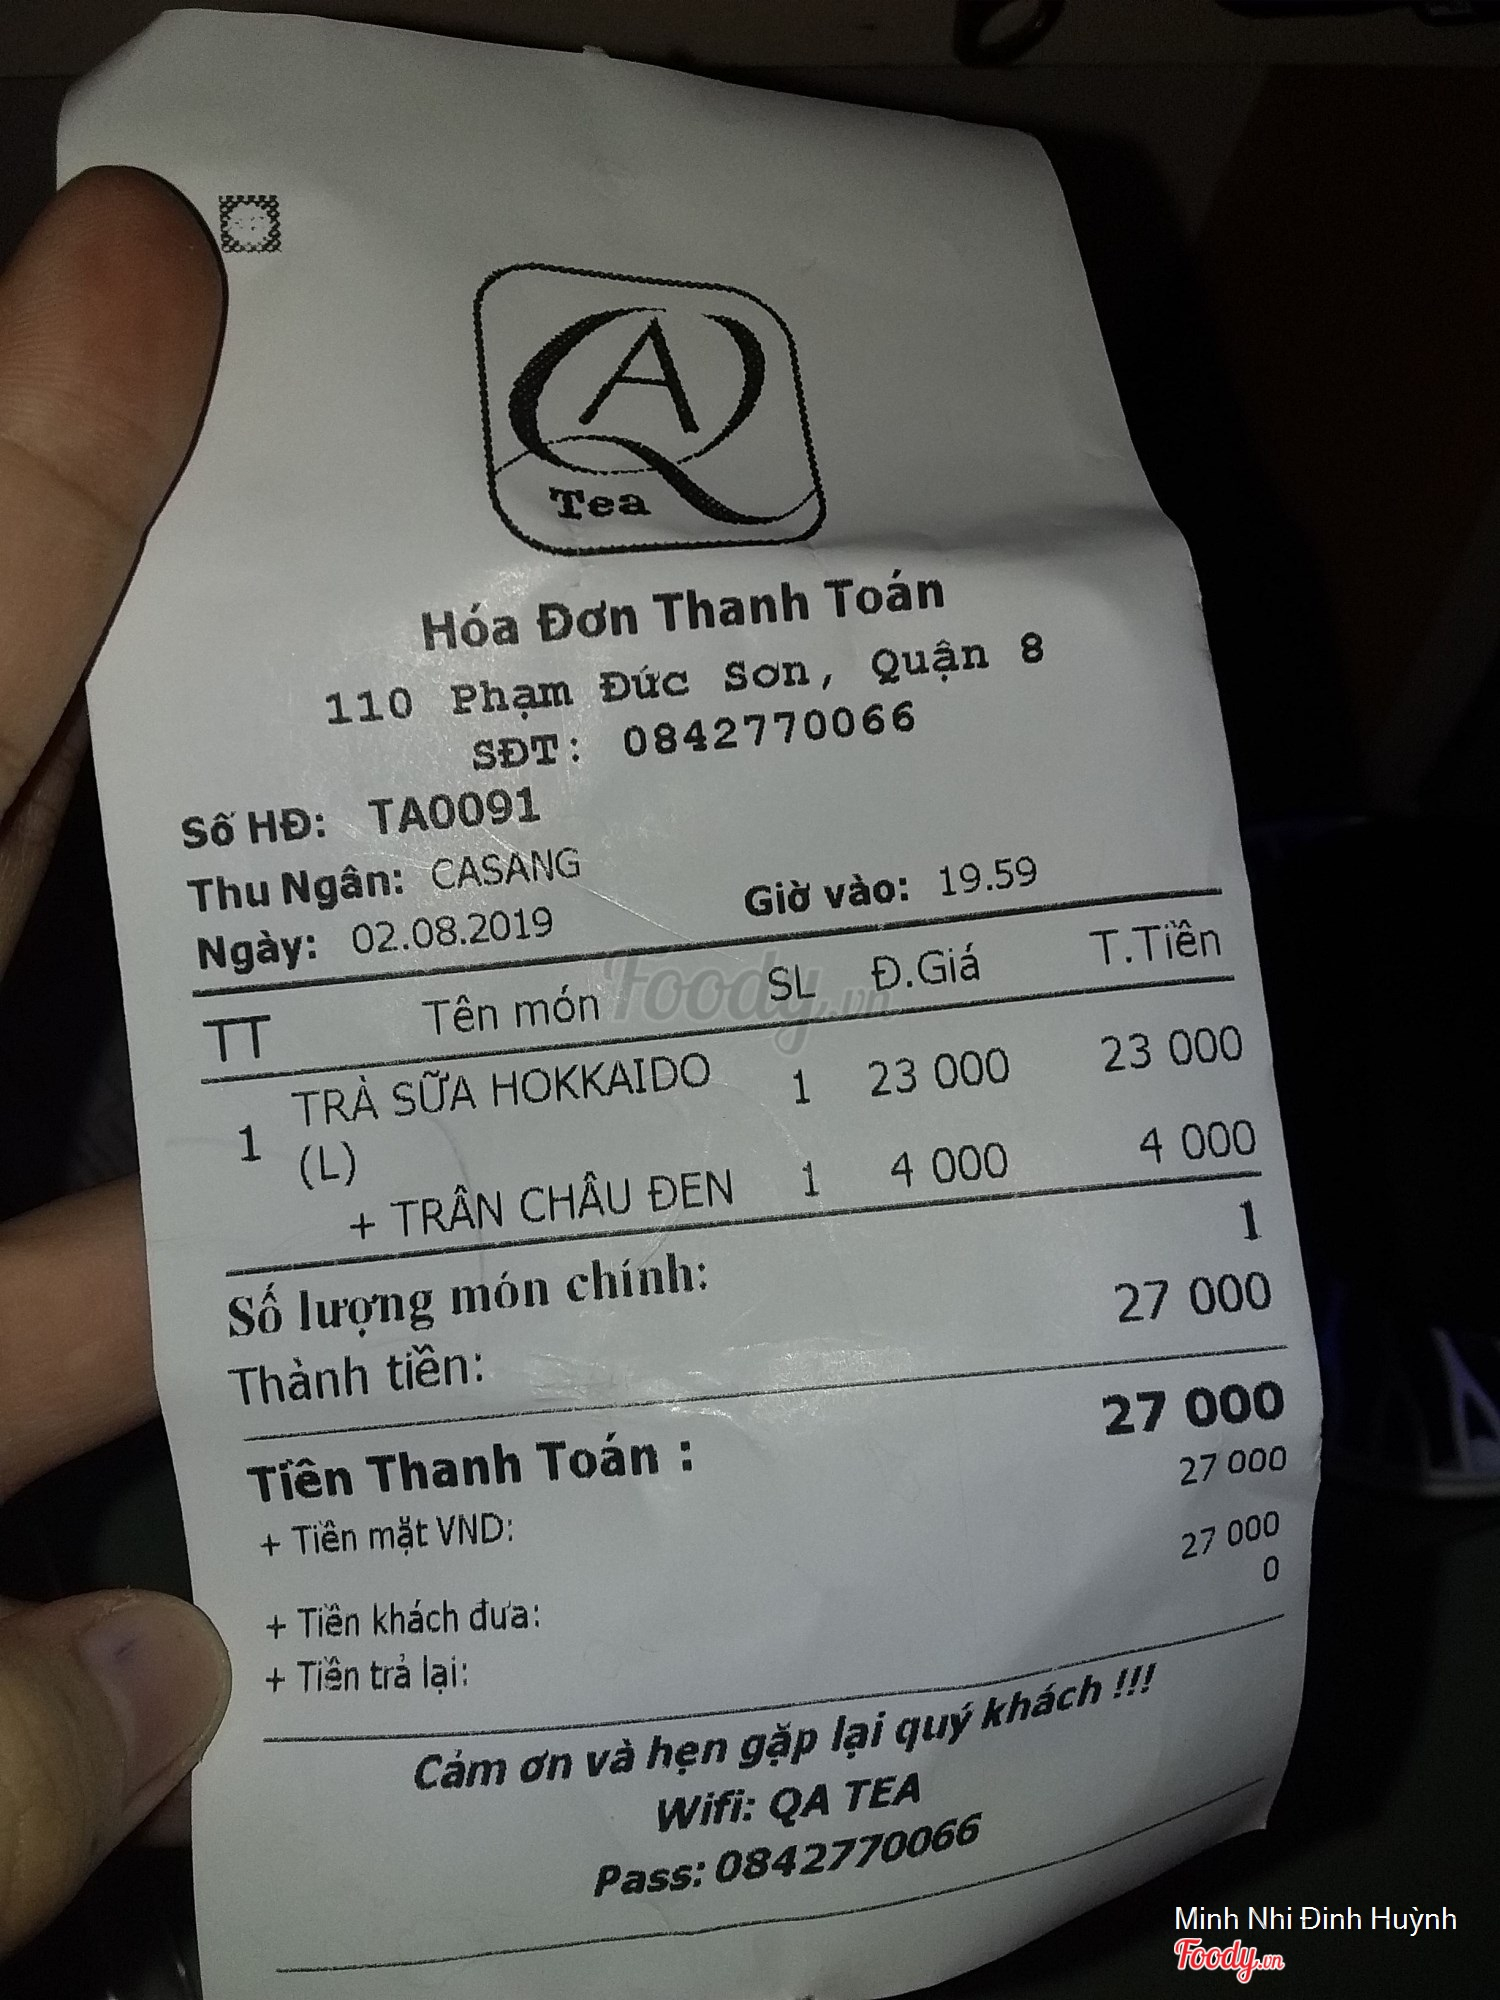 QA
Tea
Hóa Đơn Thanh Toán
110 Phạm Đức Sơn, Quận 8
SĐT: 0842770066
Số HĐ: TA0091
Thu Ngân: CASANG
Ngày: 02.08.2019 Giờ vào: 19.59
TT Tên món SL Đ.Giá T.Tiền
1 TRÀ SỮA HOKKAIDO 1 23 000 23 000
(L)
+ TRÂN CHÂU ĐEN 1 4 000 4 000
Số lượng món chính: 1
Thành tiền: 27 000
Tiền Thanh Toán : 27 000
+ Tiền mặt VND: 27 000
+ Tiền khách đưa: 27 000
+ Tiền trả lại: 0
Cảm ơn và hẹn gặp lại quý khách !!!
Wifi: QA TEA
Pass: 0842770066
Foody.vn
Minh Nhi Đinh Huỳnh
Foody.vn